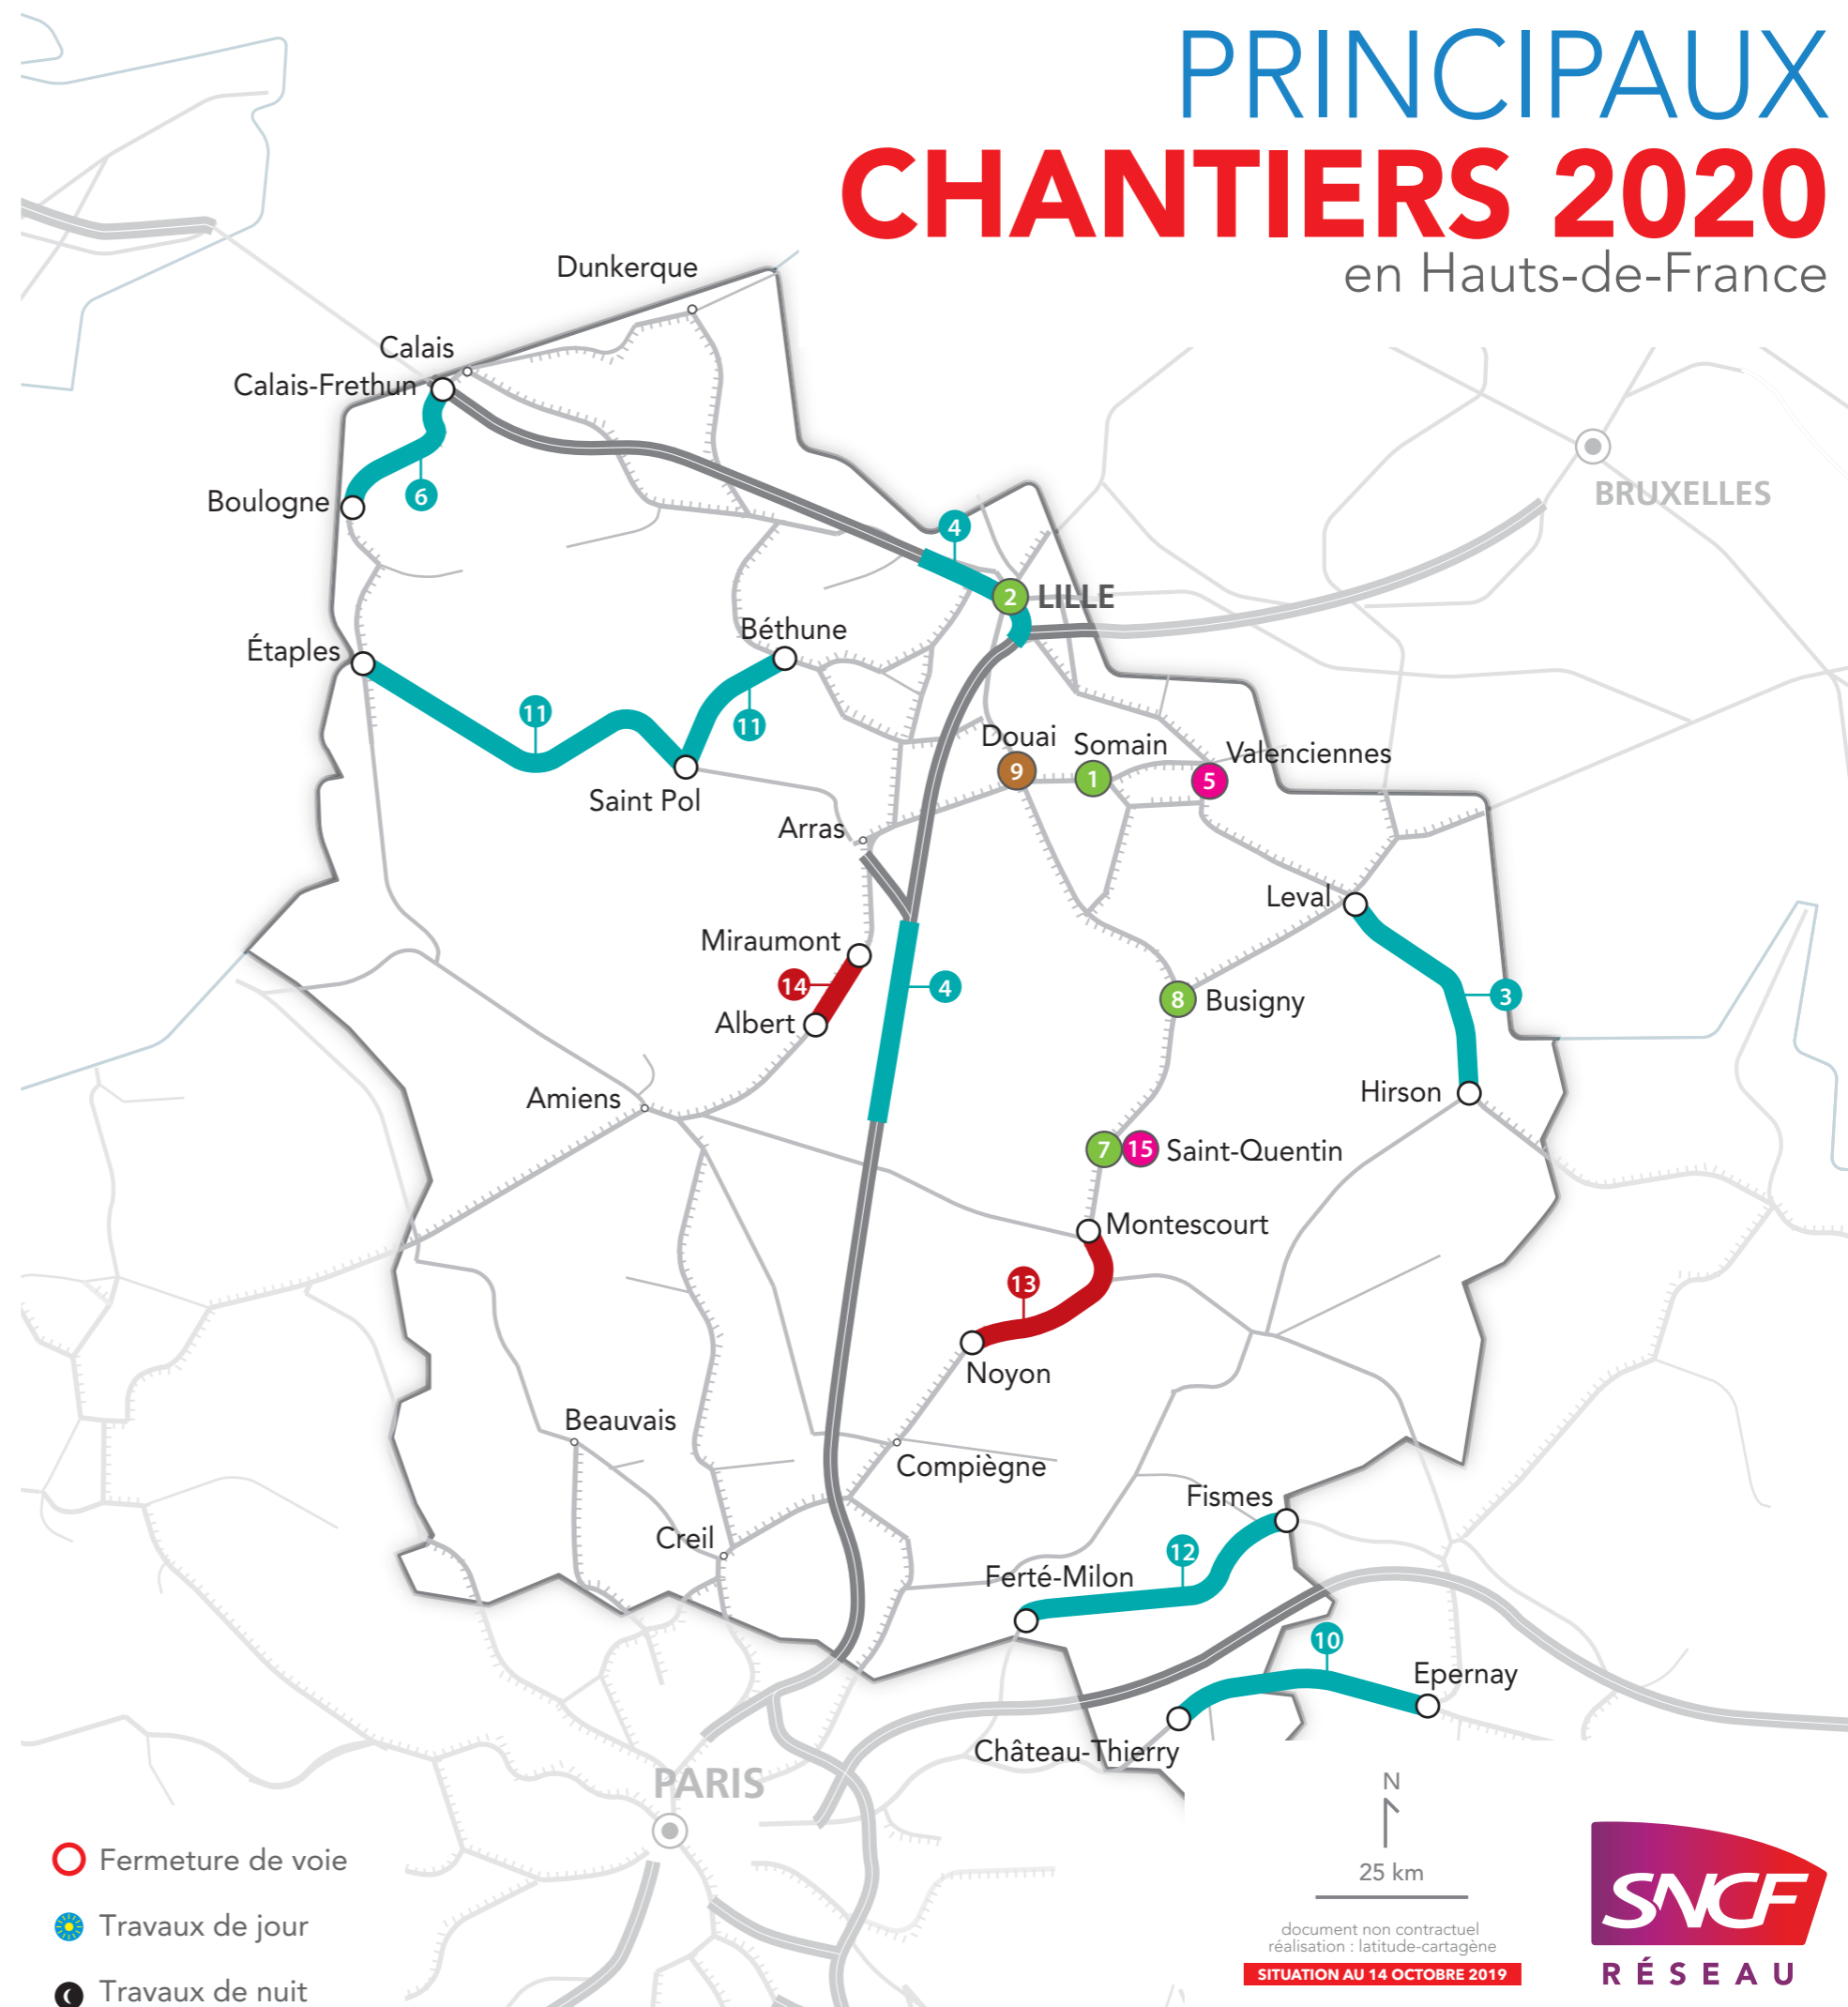 PRINCIPAUX
CHANTIERS 2020
en Hauts-de-France
Dunkerque
Calais
Calais-Frethun
Boulogne
6
BRUXELLES
4
2
LILLE
Étaples
Béthune
11
11
Saint Pol
Douai
9
Somain
1
Valenciennes
5
Arras
Leval
Miraumont
14
4
Albert
8
Busigny
3
Hirson
Amiens
7
15
Saint-Quentin
Montescourt
13
Noyon
Beauvais
Compiègne
Creil
Fismes
12
Ferté-Milon
10
Epernay
Château-Thierry
PARIS
Fermeture de voie
Travaux de jour
Travaux de nuit
N
25 km
document non contractuel
réalisation : latitude-cartagène
SITUATION AU 14 OCTOBRE 2019
SNCF
RÉSEAU